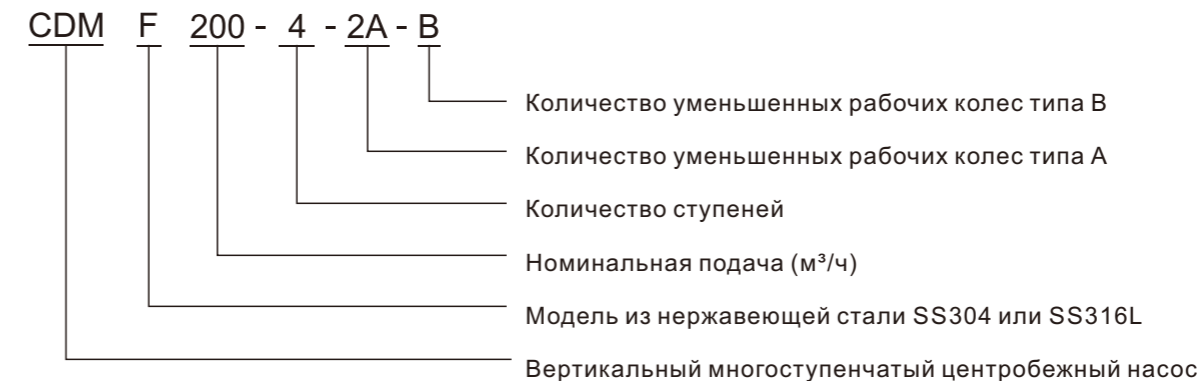 CDM F 200 - 4 - 2A - B
Количество уменьшенных рабочих колес типа B
Количество уменьшенных рабочих колес типа A
Количество ступеней
Номинальная подача (м³/ч)
Модель из нержавеющей стали SS304 или SS316L
Вертикальный многоступенчатый центробежный насос